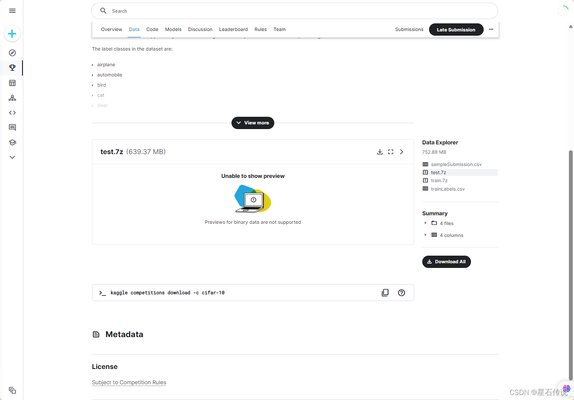 Search
Overview Data Code Models Discussion Leaderboard Rules Team Submissions Late Submission
The label classes in the dataset are:
airplane
automobile
bird
cat
deer
View more
test.7z (639.37 MB)
Unable to show preview
Previews for binary data are not supported
Data Explorer
752.88 MB
sampleSubmission.csv
test.7z
train.7z
trainLabels.csv
Summary
4 files
4 columns
Download All
kaggle competitions download -c cifar-10
Metadata
License
Subject to Competition Rules
CSDN @星石传说